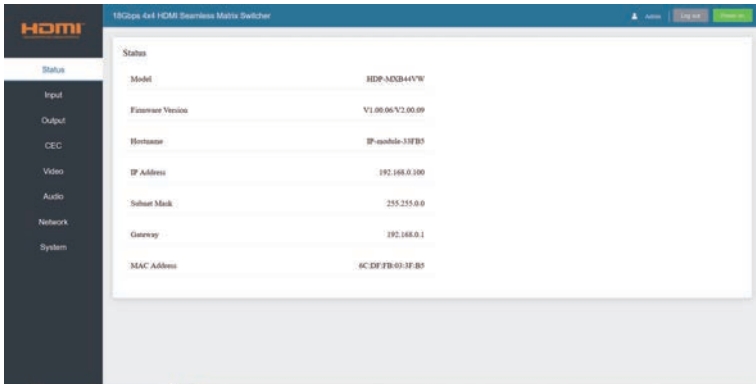 HDMI
18Gbps 4x4 HDMI Seamless Matrix Switcher
Admin
Log out
Power on
Status
Input
Output
CEC
Video
Audio
Network
System
Status
Model HDP-MXB44VW
Firmware Version V1.00.06/V2.00.09
Hostname IP-module-33FB5
IP Address 192.168.0.100
Subnet Mask 255.255.0.0
Gateway 192.168.0.1
MAC Address 6C:DF:FB:03:3F:B5